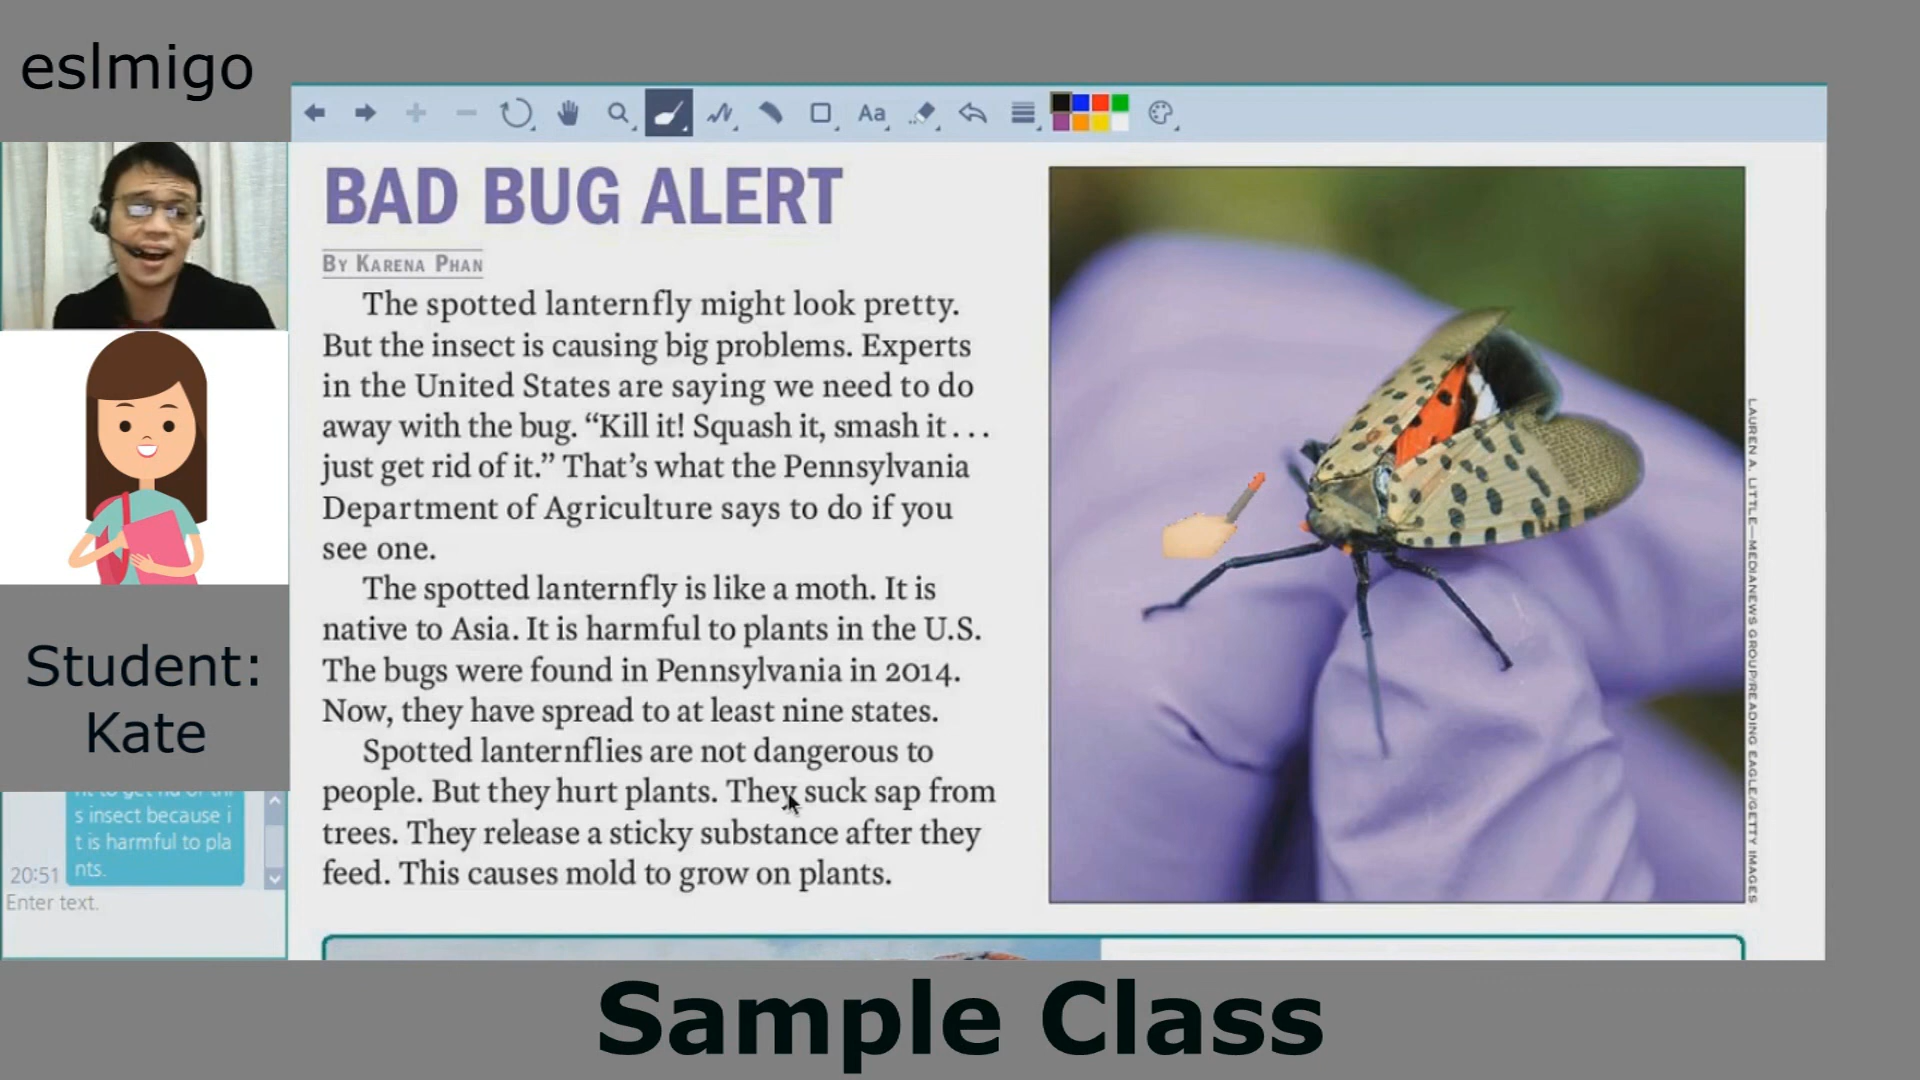 eslmigo
Aa
BAD BUG ALERT
BY KARENA PHAN
The spotted lanternfly might look pretty.
But the insect is causing big problems. Experts
in the United States are saying we need to do
away with the bug. “Kill it! Squash it, smash it . . .
just get rid of it.” That’s what the Pennsylvania
Department of Agriculture says to do if you
see one.
The spotted lanternfly is like a moth. It is
native to Asia. It is harmful to plants in the U.S.
The bugs were found in Pennsylvania in 2014.
Now, they have spread to at least nine states.
Spotted lanternflies are not dangerous to
people. But they hurt plants. They suck sap from
trees. They release a sticky substance after they
feed. This causes mold to grow on plants.
LAUREN A. LITTLE—MEDIANEWS GROUP/READING EAGLE/GETTY IMAGES
Student:
Kate
s insect because i
t is harmful to pla
nts.
20:51
Enter text.
Sample Class